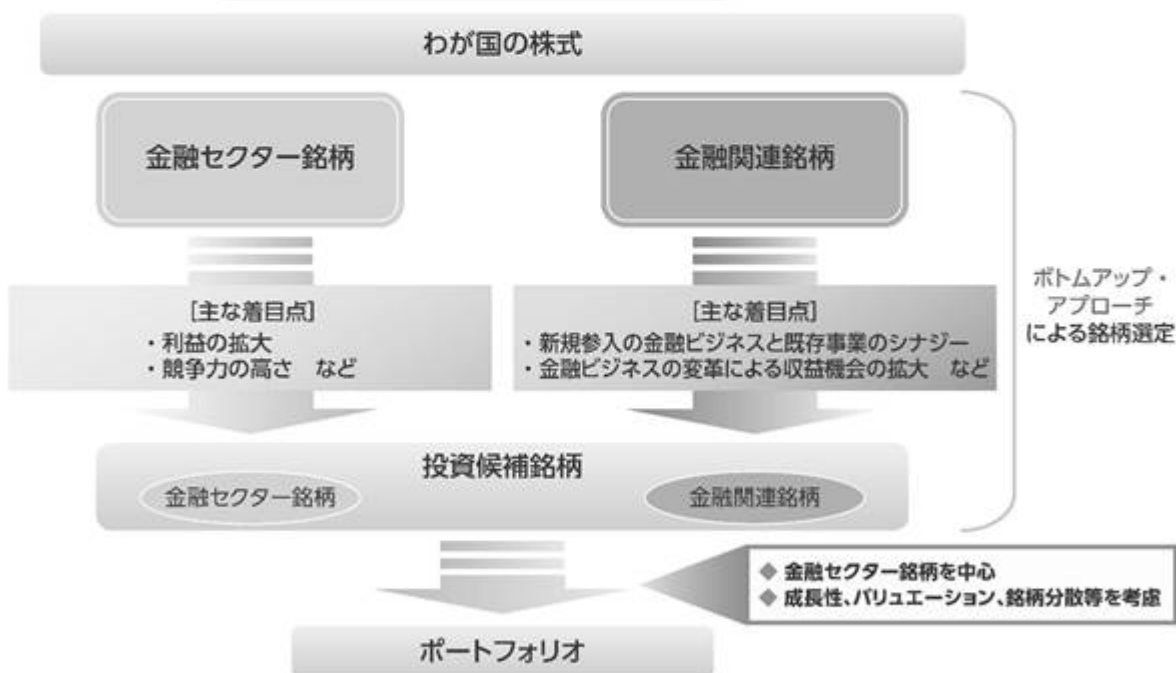 わが国の株式
金融セクター銘柄
金融関連銘柄
[主な着目点]
・利益の拡大
・競争力の高さ　など
[主な着目点]
・新規参入の金融ビジネスと既存事業のシナジー
・金融ビジネスの変革による収益機会の拡大　など
ボトムアップ・
アプローチ
による銘柄選定
投資候補銘柄
金融セクター銘柄
金融関連銘柄
◆ 金融セクター銘柄を中心
◆ 成長性、バリュエーション、銘柄分散等を考慮
ポートフォリオ